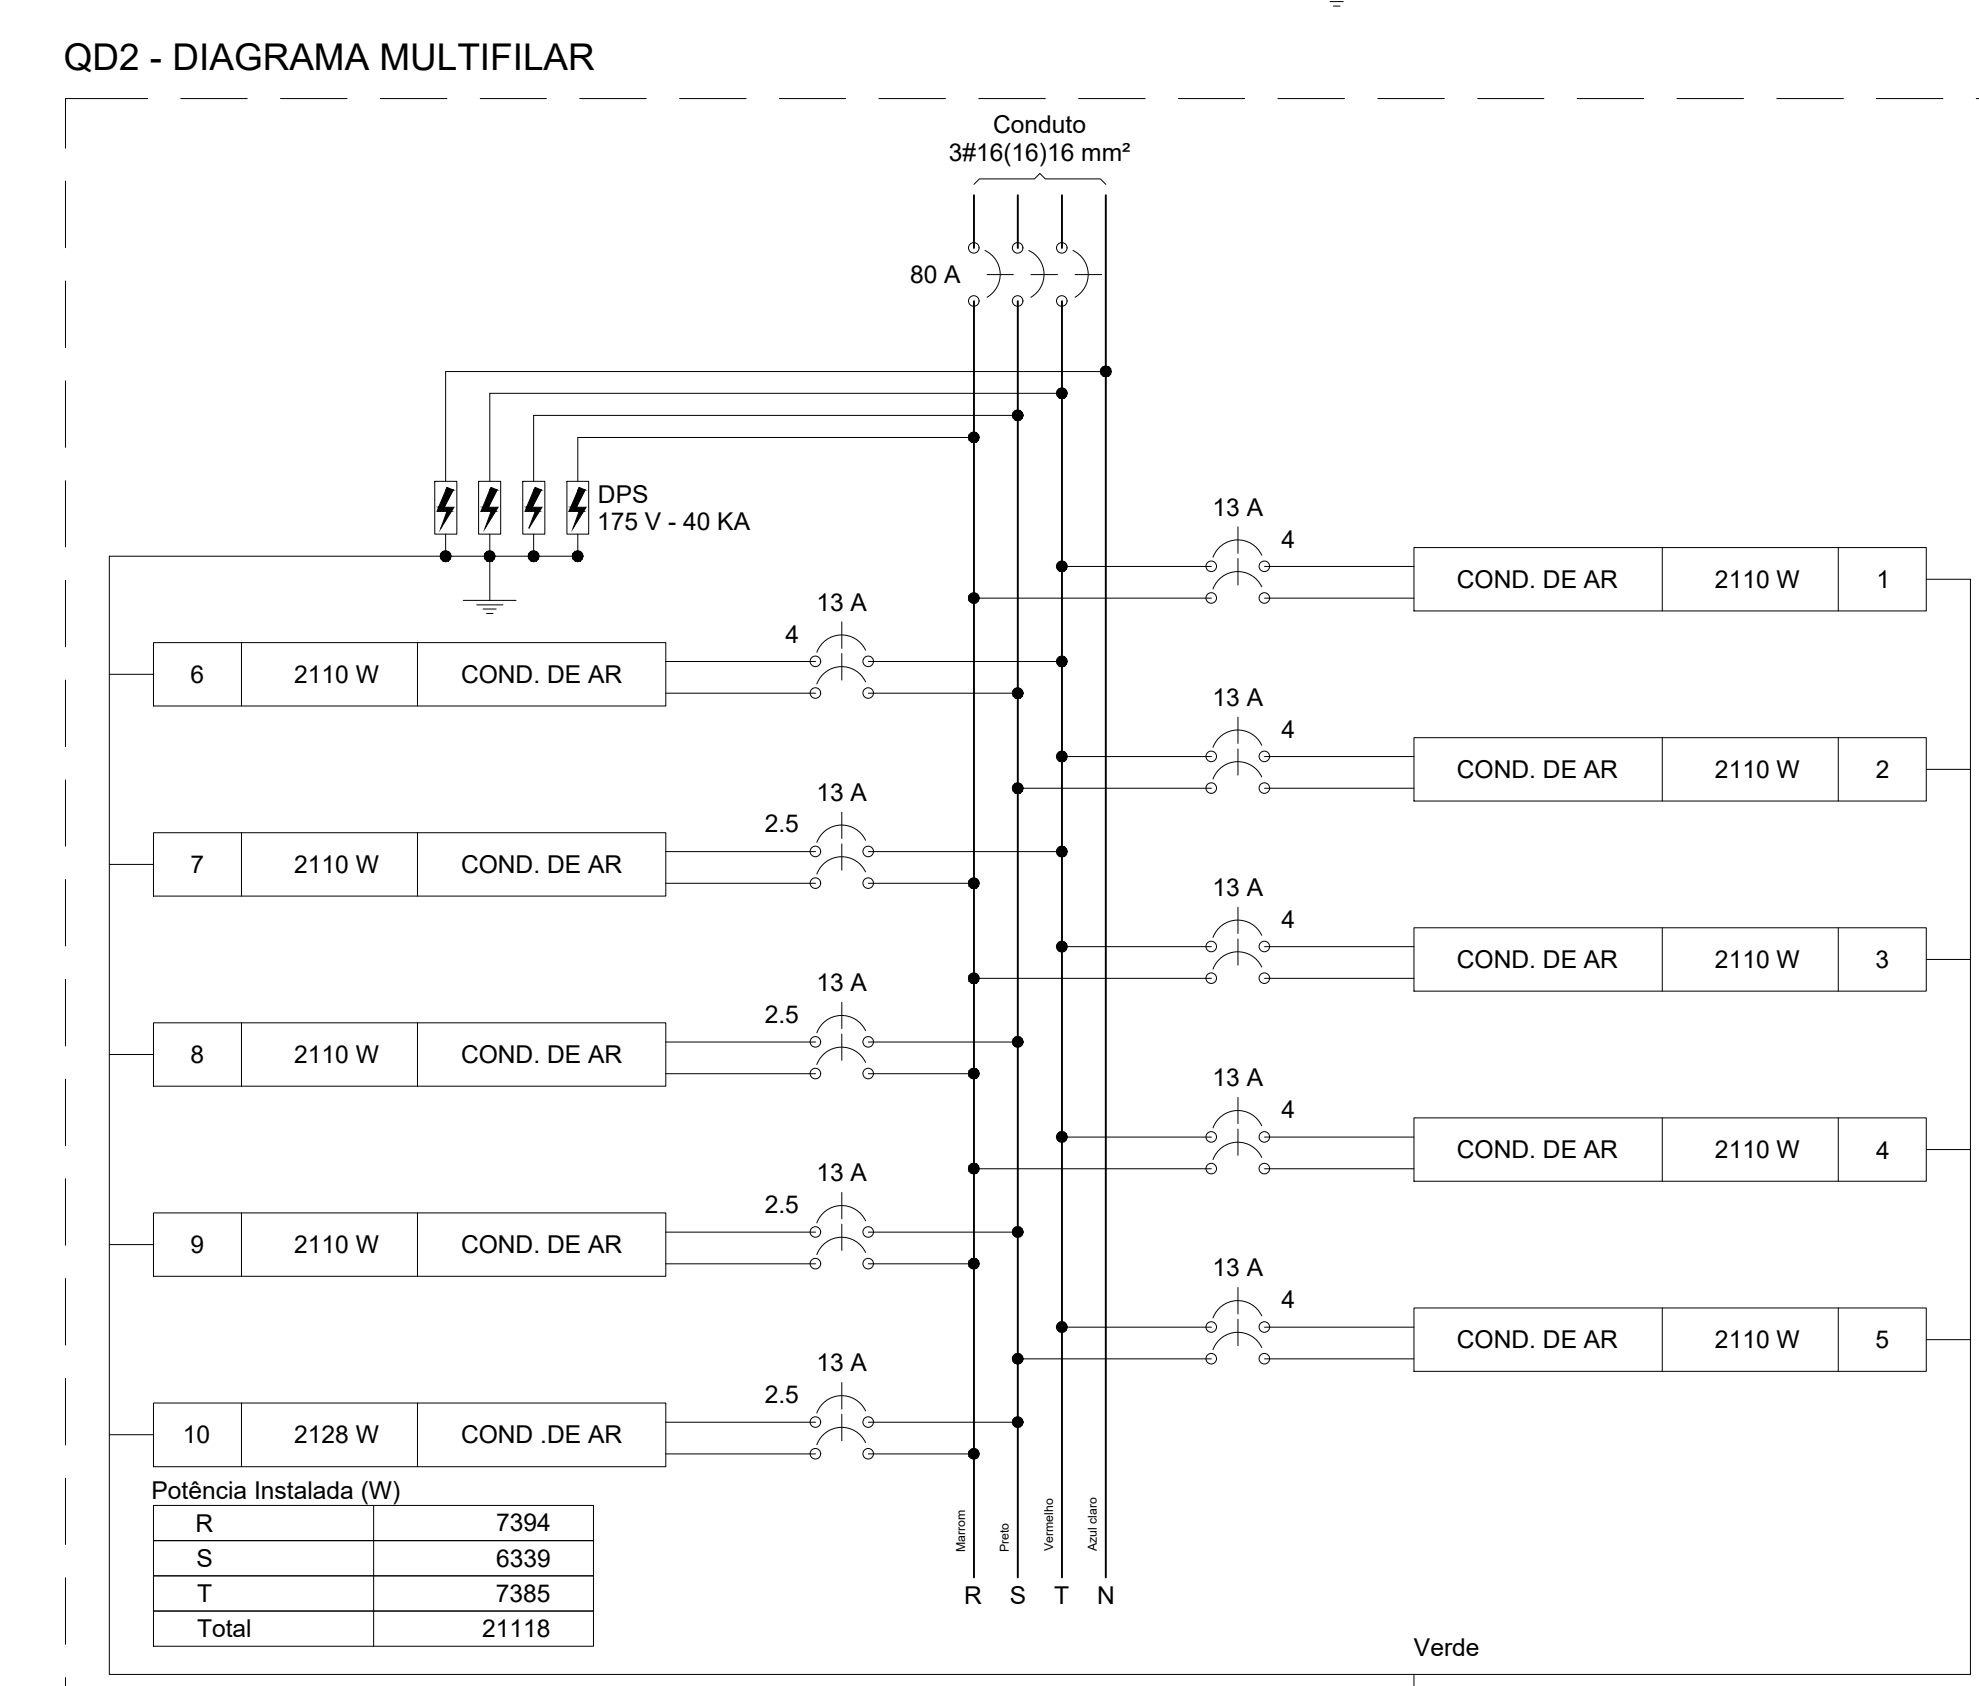 QD2 - DIAGRAMA MULTIFILAR
Conduto
3#16(16)16 mm²
80 A
DPS
175 V - 40 KA
13 A
4
COND. DE AR 2110 W 1
13 A
4
6 2110 W COND. DE AR
13 A
4
COND. DE AR 2110 W 2
13 A
2.5
7 2110 W COND. DE AR
13 A
4
COND. DE AR 2110 W 3
13 A
2.5
8 2110 W COND. DE AR
13 A
4
COND. DE AR 2110 W 4
13 A
2.5
9 2110 W COND. DE AR
13 A
4
COND. DE AR 2110 W 5
13 A
2.5
10 2128 W COND .DE AR
Potência Instalada (W)
R 7394
S 6339
T 7385
Total 21118
Marrom
Preto
Vermelho
Azul claro
R S T N
Verde